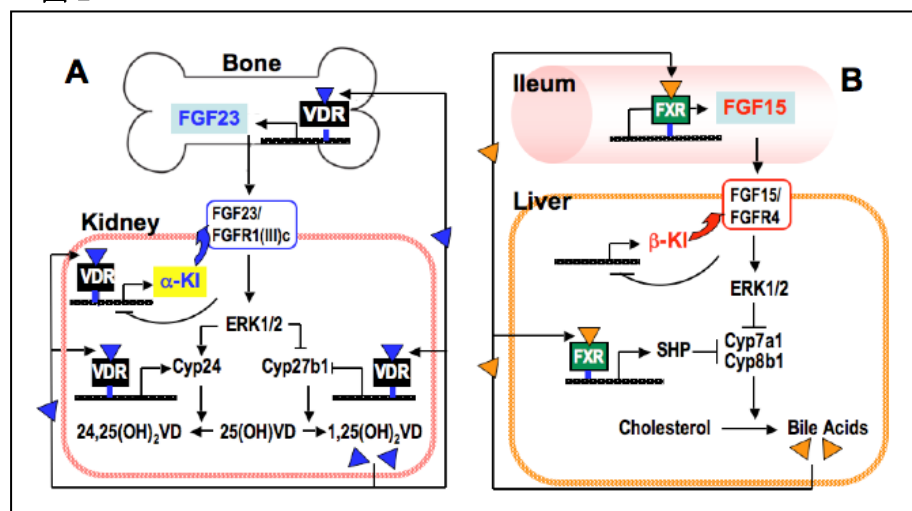 A
Bone
VDR
FGF23
FGF23/
FGFR1(III)c
Kidney
VDR
α-Kl
ERK1/2
VDR
Cyp24
Cyp27b1
VDR
24,25(OH)2VD
25(OH)VD
1,25(OH)2VD
B
Ileum
FXR
FGF15
FGF15/
FGFR4
Liver
β-Kl
ERK1/2
Cyp7a1
Cyp8b1
FXR
SHP
Cholesterol
Bile Acids